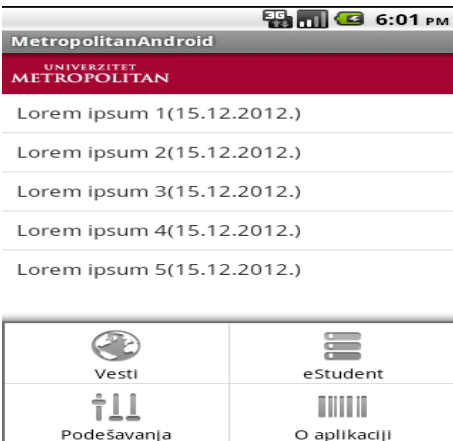 3G 6:01 PM
MetropolitanAndroid
UNIVERZITET
METROPOLITAN
Lorem ipsum 1(15.12.2012.)
Lorem ipsum 2(15.12.2012.)
Lorem ipsum 3(15.12.2012.)
Lorem ipsum 4(15.12.2012.)
Lorem ipsum 5(15.12.2012.)
Vesti eStudent
Podešavanja O aplikaciji